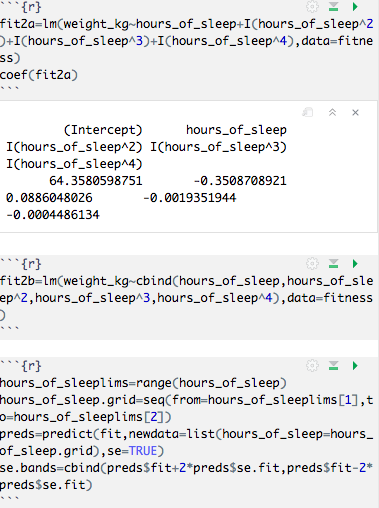 ```{r}
fit2a=lm(weight_kg~hours_of_sleep+I(hours_of_sleep^2
)+I(hours_of_sleep^3)+I(hours_of_sleep^4),data=fitne
ss)
coef(fit2a)
```
(Intercept) hours_of_sleep
I(hours_of_sleep^2) I(hours_of_sleep^3)
I(hours_of_sleep^4)
64.3580598751 -0.3508708921
0.0886048026 -0.0019351944
-0.0004486134
```{r}
fit2b=lm(weight_kg~cbind(hours_of_sleep,hours_of_sle
ep^2,hours_of_sleep^3,hours_of_sleep^4),data=fitness
)
```
```{r}
hours_of_sleeplims=range(hours_of_sleep)
hours_of_sleep.grid=seq(from=hours_of_sleeplims[1],t
o=hours_of_sleeplims[2])
preds=predict(fit,newdata=list(hours_of_sleep=hours_
of_sleep.grid),se=TRUE)
se.bands=cbind(preds$fit+2*preds$se.fit,preds$fit-2*
preds$se.fit)
```